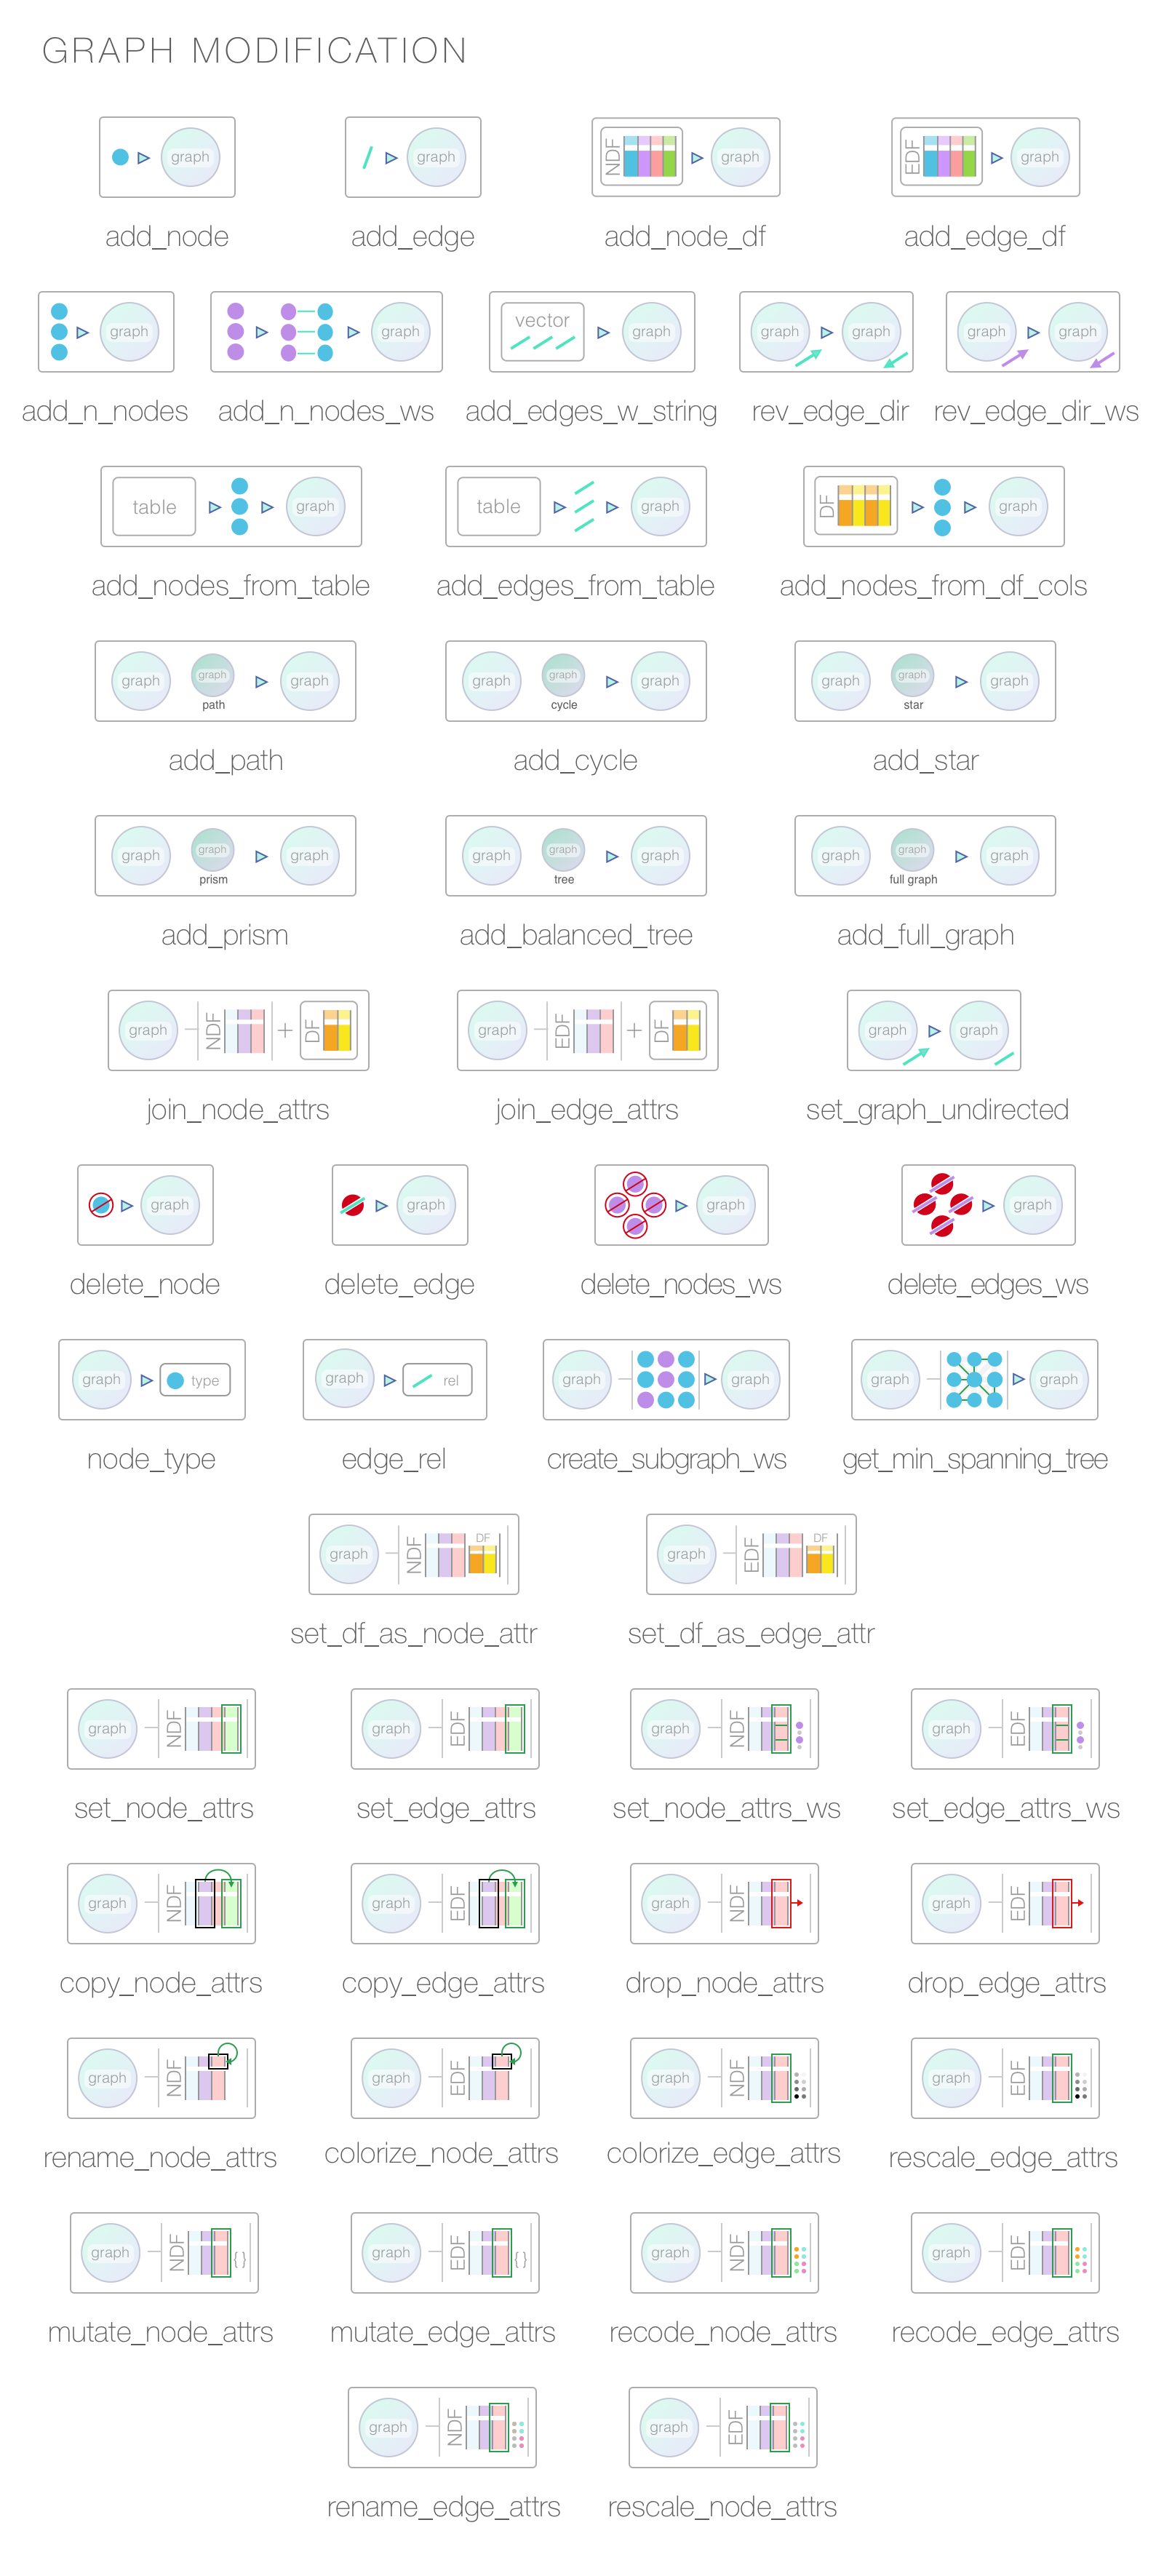 GRAPH MODIFICATION
graph graph NDF graph EDF graph
add_node add_edge add_node_df add_edge_df
graph graph vector graph graph graph graph graph
add_n_nodes add_n_nodes_ws add_edges_w_string rev_edge_dir rev_edge_dir_ws
table graph table graph DF graph
add_nodes_from_table add_edges_from_table add_nodes_from_df_cols
graph graph graph graph graph graph graph graph graph
path cycle star
add_path add_cycle add_star
graph graph graph graph graph graph graph graph graph
prism tree full graph
add_prism add_balanced_tree add_full_graph
graph NDF + DF graph EDF + DF graph graph
join_node_attrs join_edge_attrs set_graph_undirected
graph graph graph graph
delete_node delete_edge delete_nodes_ws delete_edges_ws
graph type graph rel graph graph graph graph
node_type edge_rel create_subgraph_ws get_min_spanning_tree
graph NDF DF graph EDF DF
set_df_as_node_attr set_df_as_edge_attr
graph NDF graph EDF graph NDF graph EDF
set_node_attrs set_edge_attrs set_node_attrs_ws set_edge_attrs_ws
graph NDF graph EDF graph NDF graph EDF
copy_node_attrs copy_edge_attrs drop_node_attrs drop_edge_attrs
graph NDF graph EDF graph NDF graph EDF
rename_node_attrs colorize_node_attrs colorize_edge_attrs rescale_edge_attrs
graph NDF { } graph EDF { } graph NDF graph EDF
mutate_node_attrs mutate_edge_attrs recode_node_attrs recode_edge_attrs
graph NDF graph EDF
rename_edge_attrs rescale_node_attrs